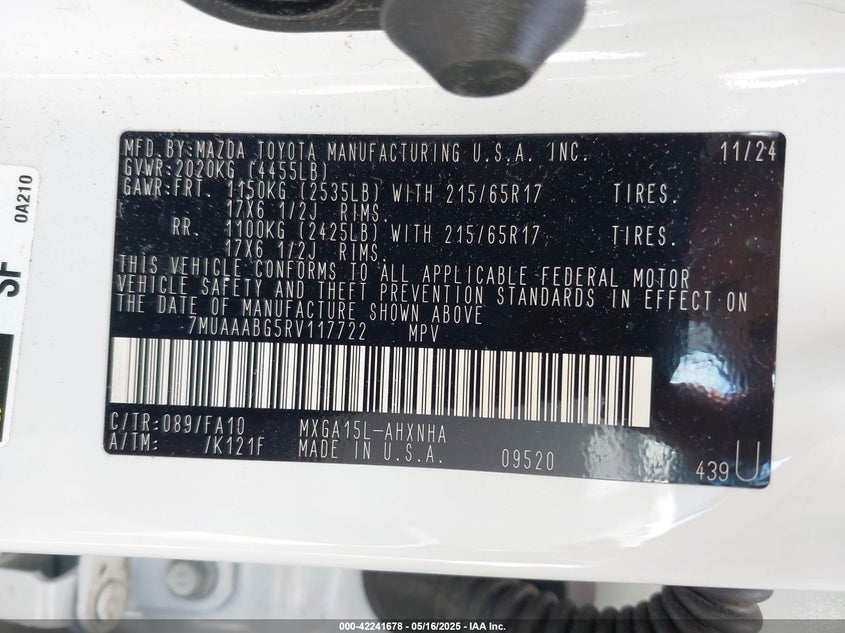 MFD.BY:MAZDA TOYOTA MANUFACTURING U.S.A. INC. 11/24
GVWR:2020KG (4455LB)
GAWR:FRT. 1150KG (2535LB) WITH 215/65R17 TIRES.
17X6 1/2J RIMS.
RR. 1100KG (2425LB) WITH 215/65R17 TIRES.
17X6 1/2J RIMS.
THIS VEHICLE CONFORMS TO ALL APPLICABLE FEDERAL MOTOR
VEHICLE SAFETY AND THEFT PREVENTION STANDARDS IN EFFECT ON
THE DATE OF MANUFACTURE SHOWN ABOVE
7MUAAABG5RV117722 MPV
C/TR:089/FA10 MXGA15L-AHXNHA
A/TM: /K121F MADE IN U.S.A. 09520 439 U
0A210
SF
000-42241678 - 05/16/2025 - IAA Inc.